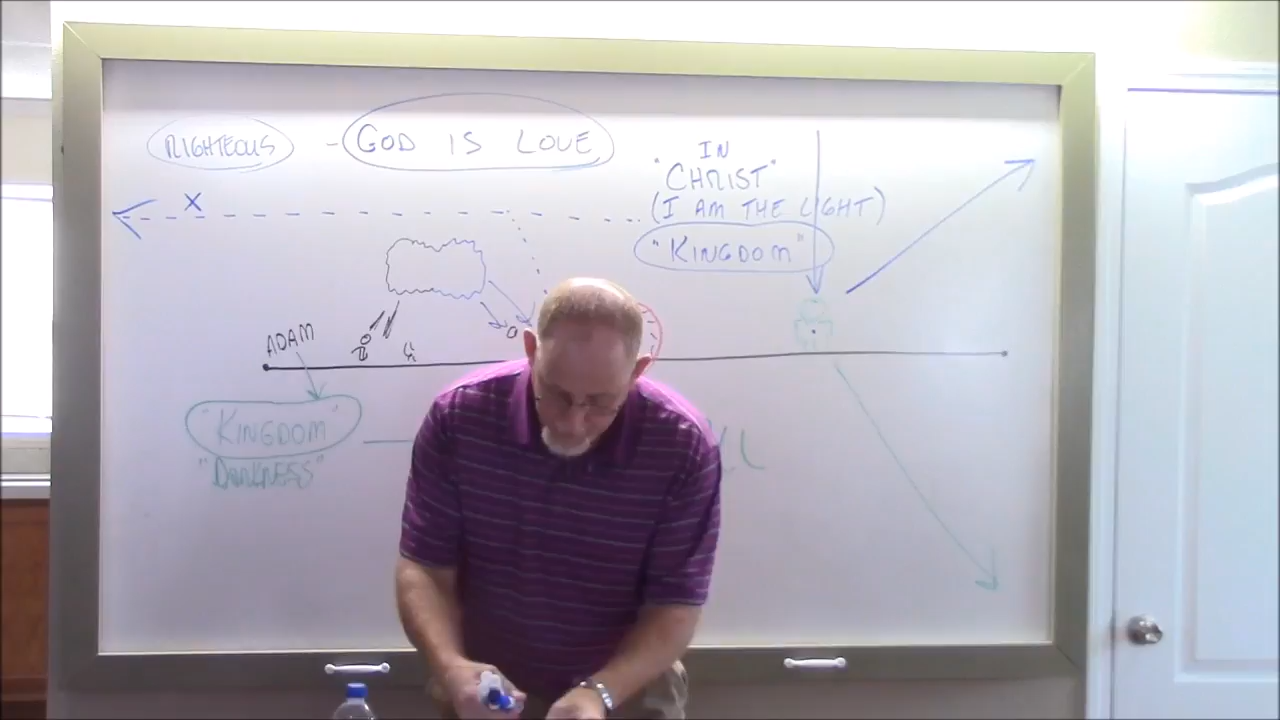 RIGHTEOUS - GOD IS LOVE
X
IN
"CHRIST"
(I AM THE LIGHT)
"KINGDOM"
ADAM
"KINGDOM"
"DARKNESS"